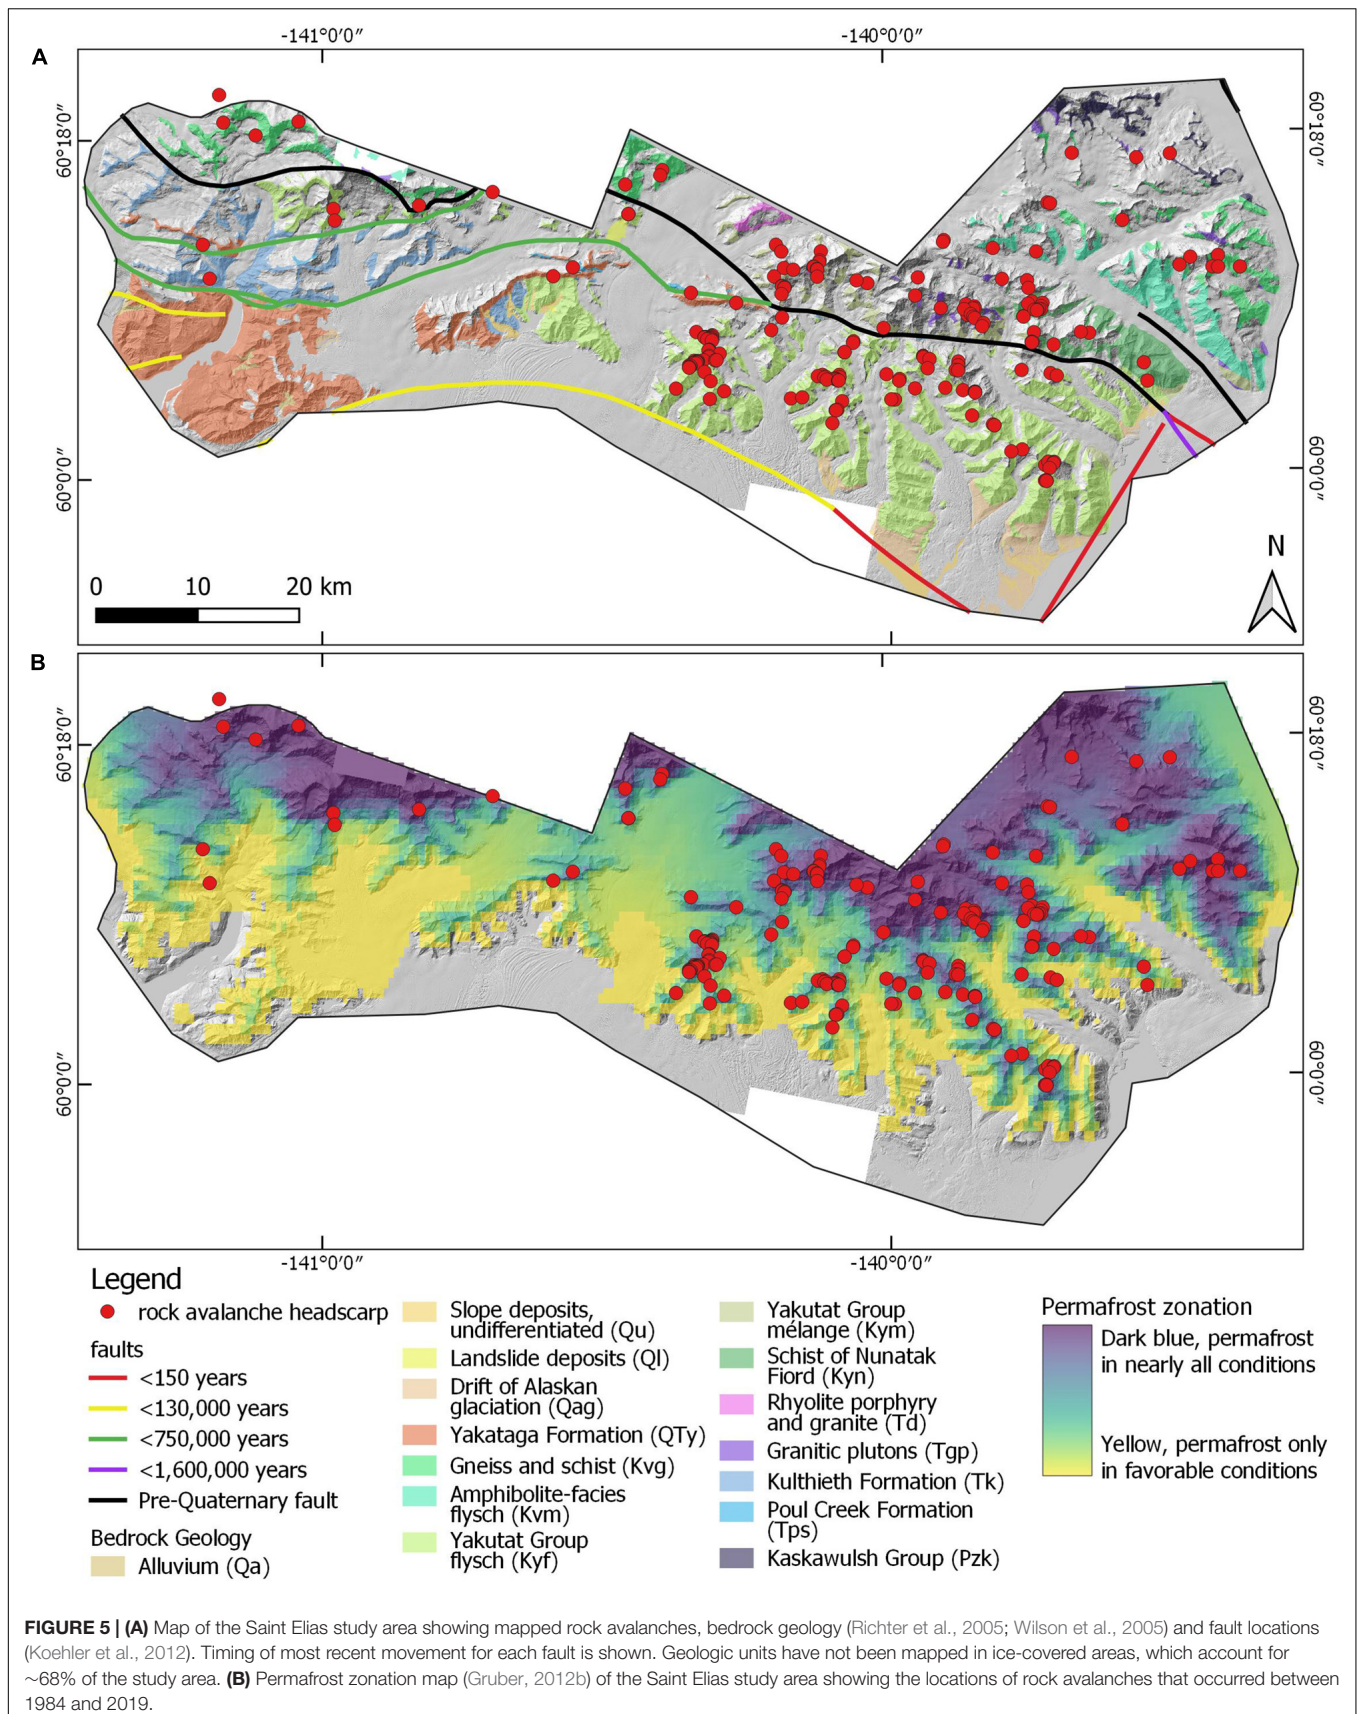 A
-141°0′0″
-140°0′0″
60°18′0″
60°18′0″
60°0′0″
60°0′0″
0 10 20 km
N
B
60°18′0″
60°18′0″
60°0′0″
60°0′0″
-141°0′0″
-140°0′0″
Legend
rock avalanche headscarp
faults
<150 years
<130,000 years
<750,000 years
<1,600,000 years
Pre-Quaternary fault
Bedrock Geology
Alluvium (Qa)
Slope deposits,
undifferentiated (Qu)
Landslide deposits (Ql)
Drift of Alaskan
glaciation (Qag)
Yakataga Formation (QTy)
Gneiss and schist (Kvg)
Amphibolite-facies
flysch (Kvm)
Yakutat Group
flysch (Kyf)
Yakutat Group
mélange (Kym)
Schist of Nunatak
Fiord (Kyn)
Rhyolite porphyry
and granite (Td)
Granitic plutons (Tgp)
Kulthieth Formation (Tk)
Poul Creek Formation
(Tps)
Kaskawulsh Group (Pzk)
Permafrost zonation
Dark blue, permafrost
in nearly all conditions
Yellow, permafrost only
in favorable conditions
FIGURE 5 | (A) Map of the Saint Elias study area showing mapped rock avalanches, bedrock geology (Richter et al., 2005; Wilson et al., 2005) and fault locations
(Koehler et al., 2012). Timing of most recent movement for each fault is shown. Geologic units have not been mapped in ice-covered areas, which account for
∼68% of the study area. (B) Permafrost zonation map (Gruber, 2012b) of the Saint Elias study area showing the locations of rock avalanches that occurred between
1984 and 2019.